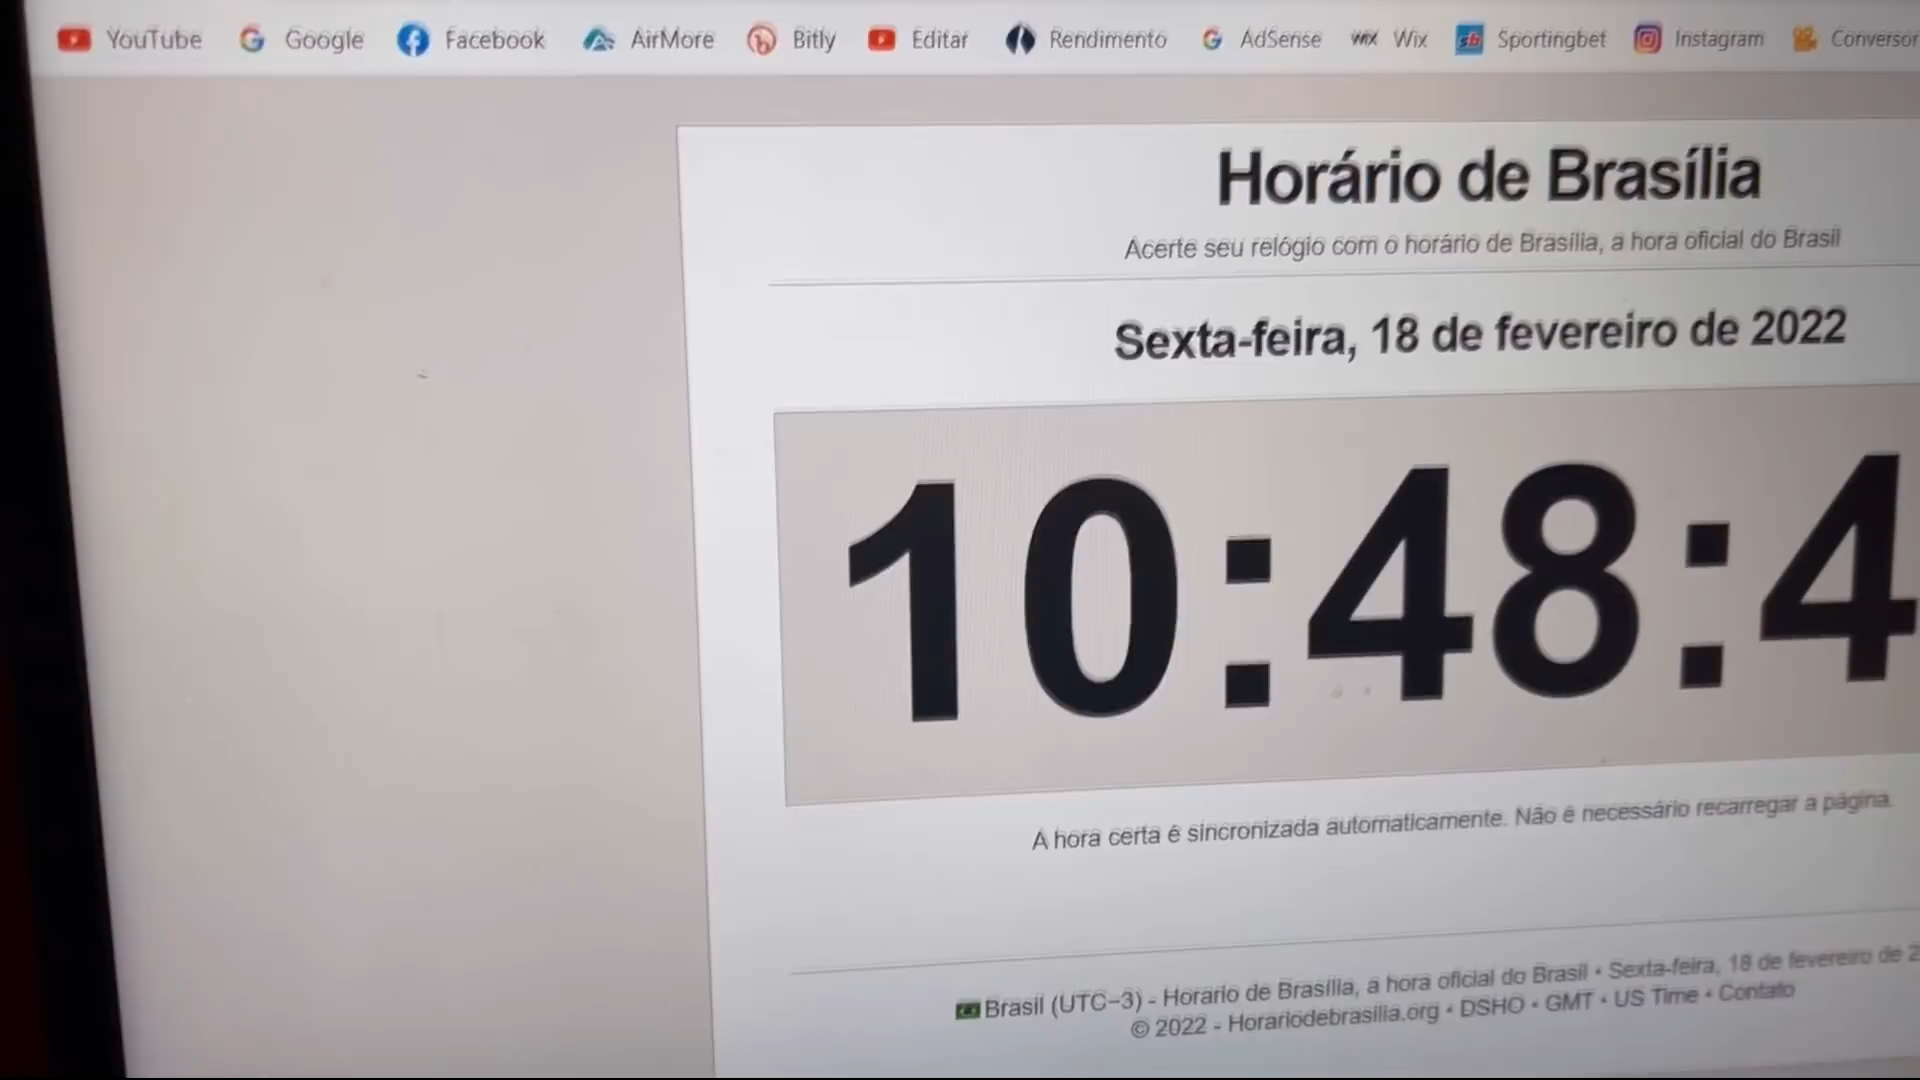 YouTube Google Facebook AirMore Bitly Editar Rendimento AdSense Wix Sportingbet Instagram Conversor
Horário de Brasília
Acerte seu relógio com o horário de Brasília, a hora oficial do Brasil
Sexta-feira, 18 de fevereiro de 2022
10:48:4
A hora certa é sincronizada automaticamente. Não é necessário recarregar a página.
Brasil (UTC−3) - Horário de Brasília, a hora oficial do Brasil • Sexta-feira, 18 de fevereiro de 2
© 2022 - Horariodebrasilia.org • DSHO • GMT • US Time • Contato